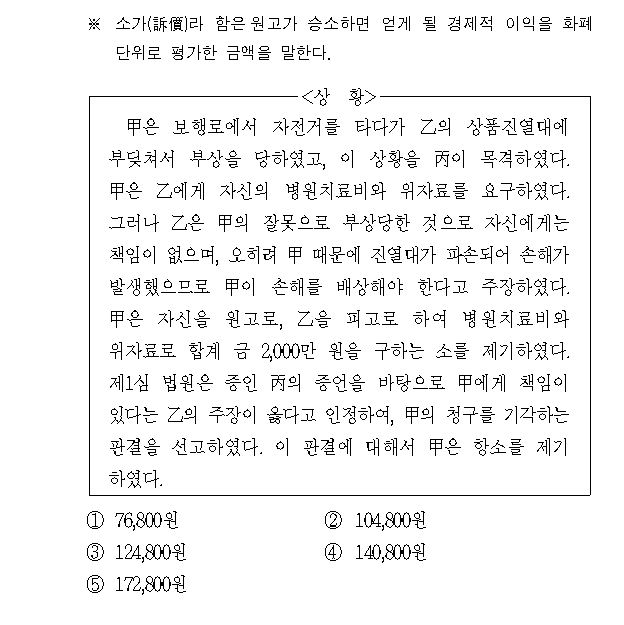 ※ 소가(訴價)라 함은 원고가 승소하면 얻게 될 경제적 이익을 화폐
단위로 평가한 금액을 말한다.
<상 황>
甲은 보행로에서 자전거를 타다가 乙의 상품진열대에
부딪쳐서 부상을 당하였고, 이 상황을 丙이 목격하였다.
甲은 乙에게 자신의 병원치료비와 위자료를 요구하였다.
그러나 乙은 甲의 잘못으로 부상당한 것으로 자신에게는
책임이 없으며, 오히려 甲 때문에 진열대가 파손되어 손해가
발생했으므로 甲이 손해를 배상해야 한다고 주장하였다.
甲은 자신을 원고로, 乙을 피고로 하여 병원치료비와
위자료로 합계 금 2,000만 원을 구하는 소를 제기하였다.
제1심 법원은 증인 丙의 증언을 바탕으로 甲에게 책임이
있다는 乙의 주장이 옳다고 인정하여, 甲의 청구를 기각하는
판결을 선고하였다. 이 판결에 대해서 甲은 항소를 제기
하였다.
① 76,800원 ② 104,800원
③ 124,800원 ④ 140,800원
⑤ 172,800원